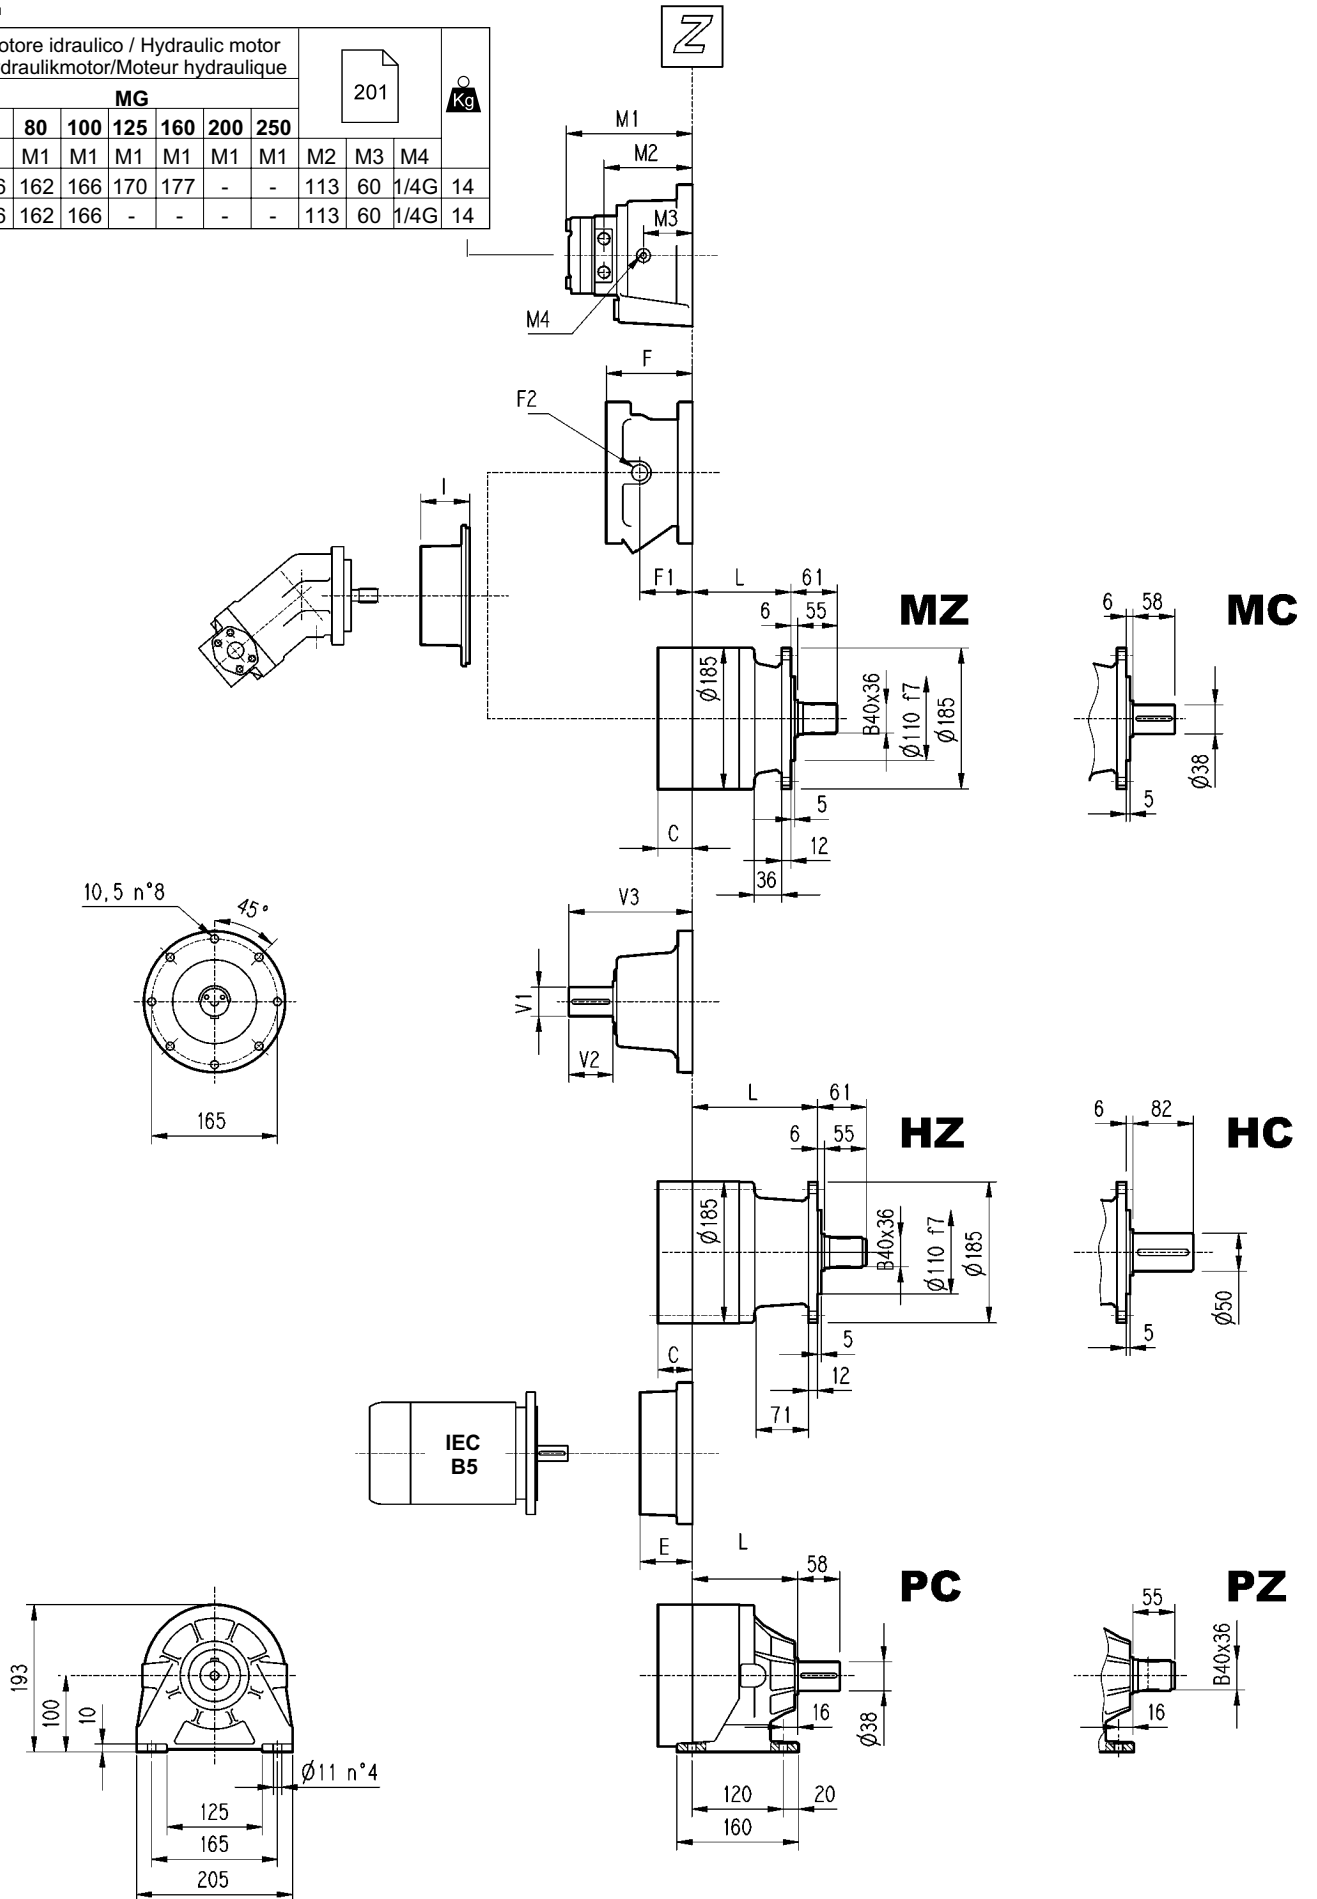 Z
otore idraulico / Hydraulic motor
draulikmotor/Moteur hydraulique
201
Kg
MG
80 100 125 160 200 250
M1 M1 M1 M1 M1 M1 M2 M3 M4
6 162 166 170 177 - - 113 60 1/4G 14
6 162 166 - - - - 113 60 1/4G 14
M1
M2
M3
M4
F
F2
I
F1 L 61
6 55
MZ
6 58
MC
Ø185
B40x36
Ø110 f7
Ø185
5
C
12
36
Ø38
5
10,5 n°8
45°
165
V3
V1
V2
L 61
6 55
HZ
6 82
HC
Ø185
B40x36
Ø110 f7
Ø185
5
C
12
71
Ø50
5
IEC
B5
E L
58
PC
55
PZ
193
100
10
Ø11 n°4
125
165
205
16
Ø38
120 20
160
B40x36
16